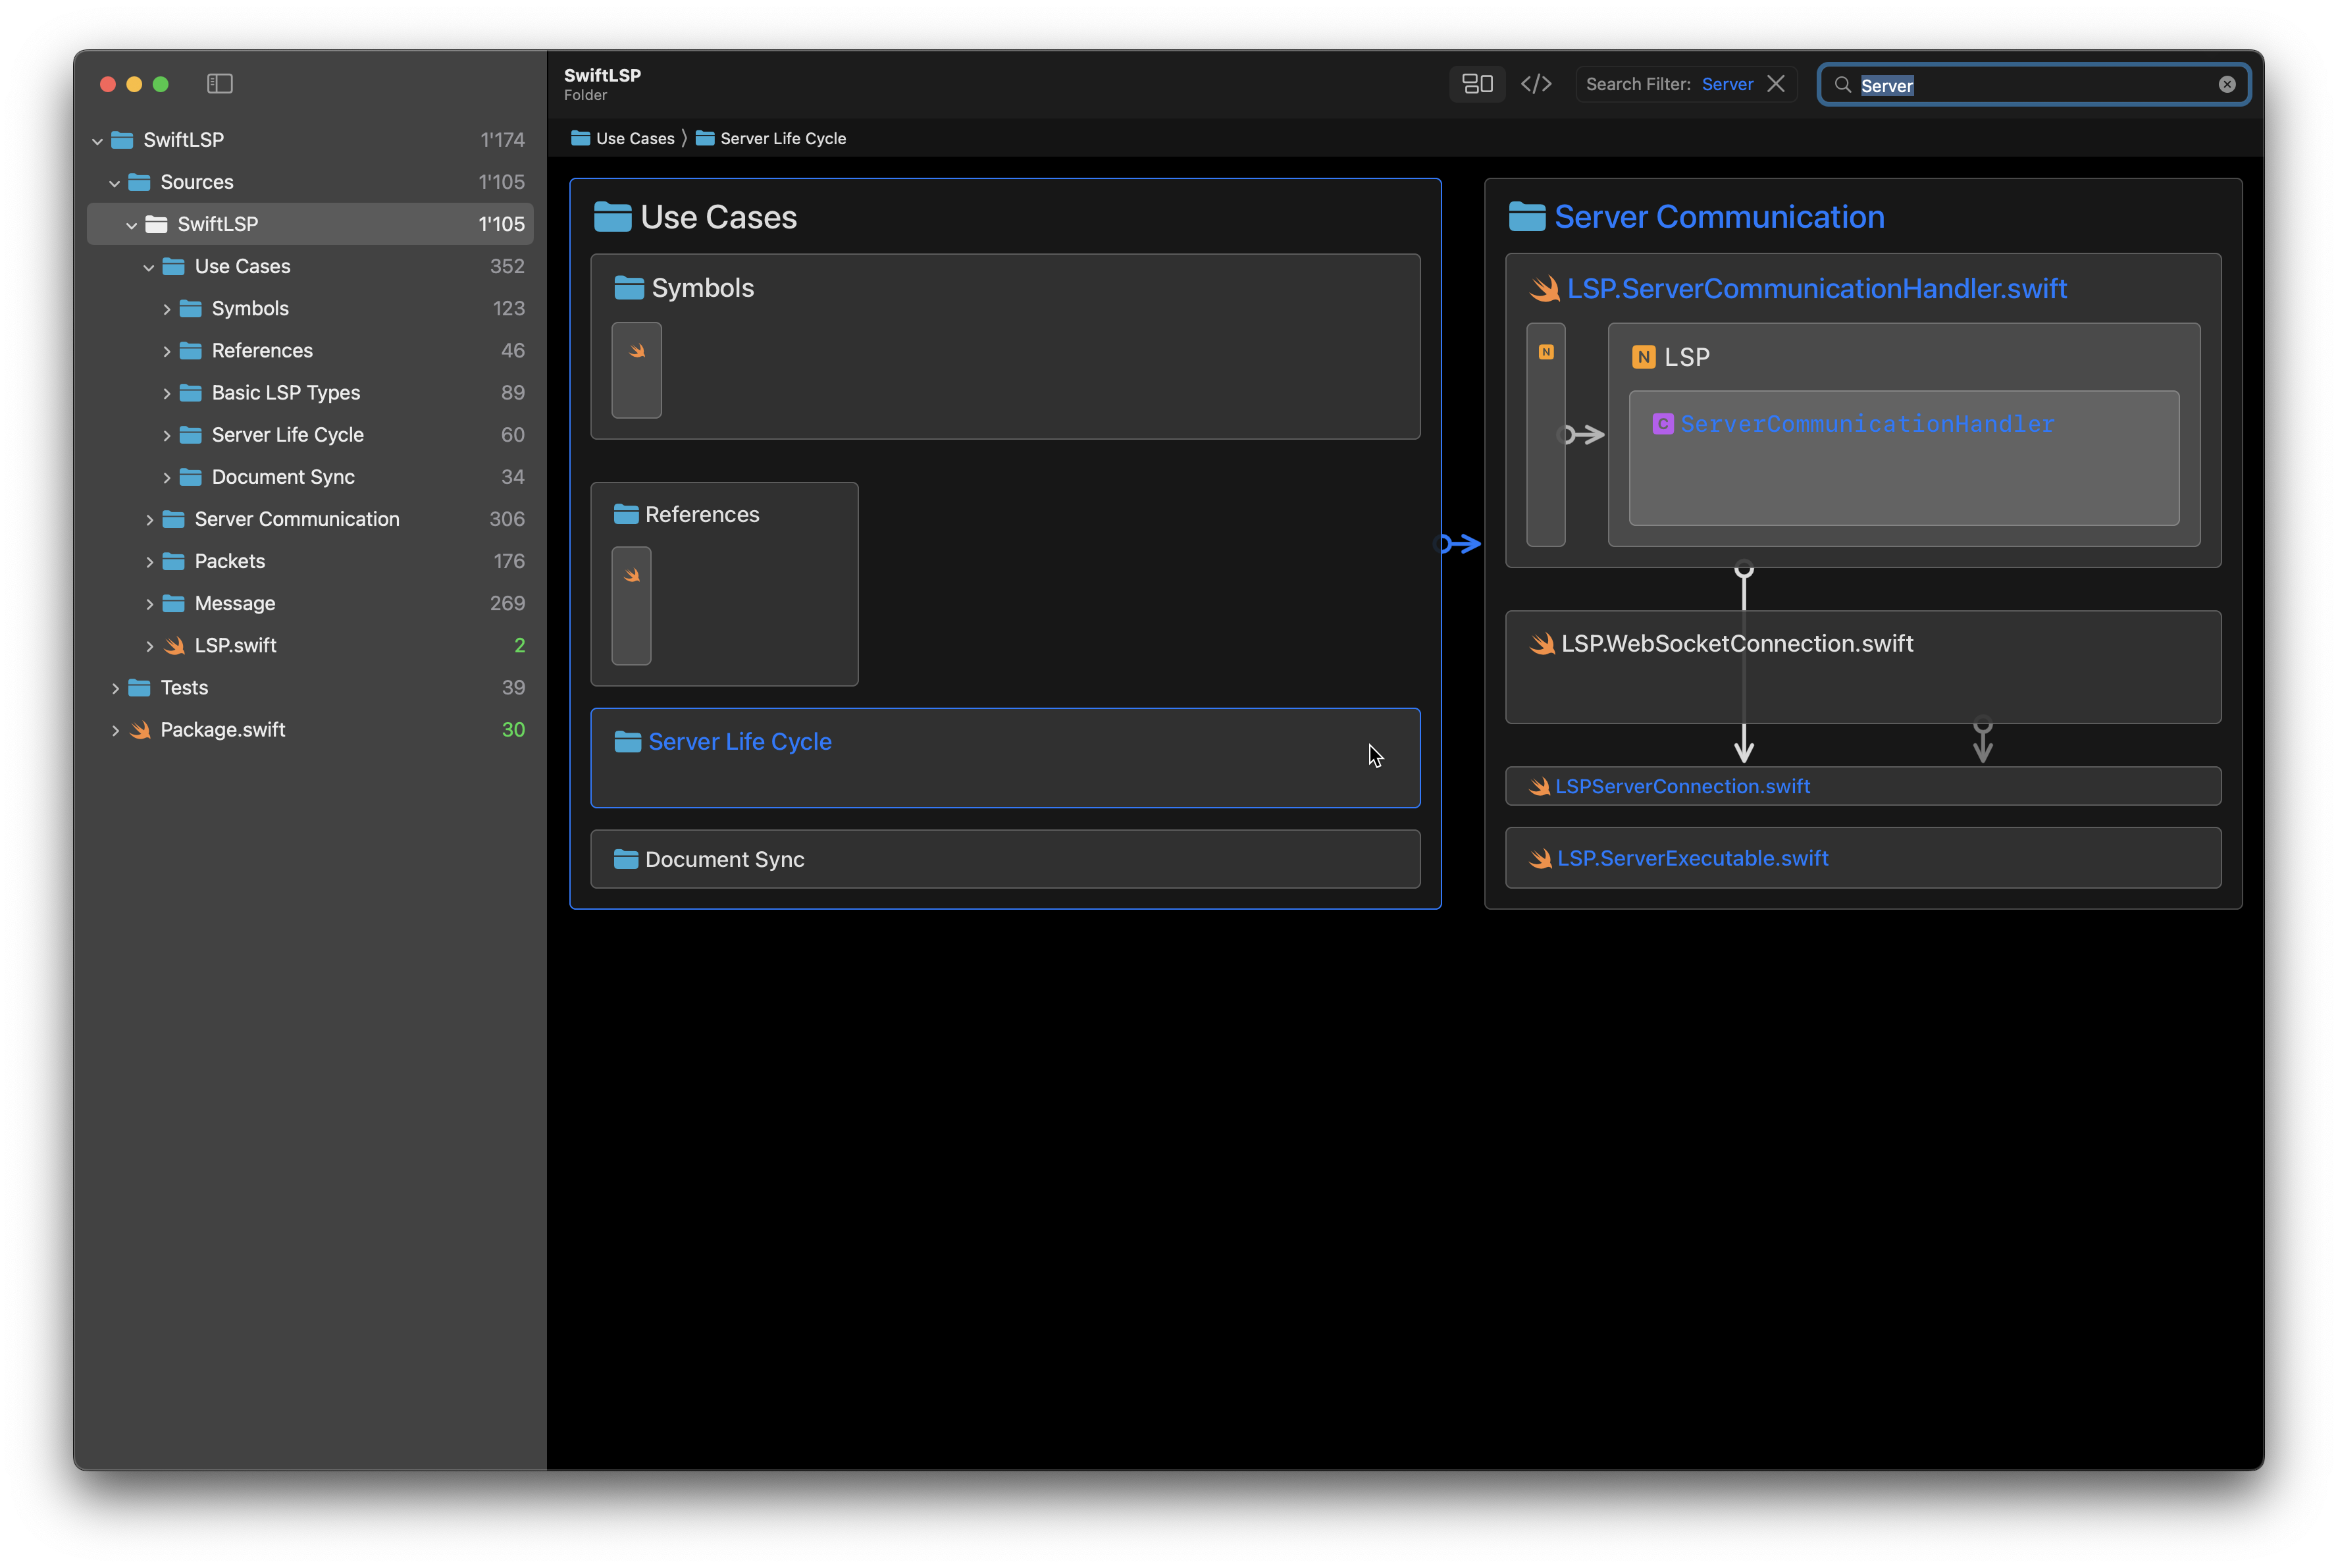 SwiftLSP
Folder
Search Filter: Server
Server
Use Cases 〉 Server Life Cycle
SwiftLSP 1'174
Sources 1'105
SwiftLSP 1'105
Use Cases 352
Symbols 123
References 46
Basic LSP Types 89
Server Life Cycle 60
Document Sync 34
Server Communication 306
Packets 176
Message 269
LSP.swift 2
Tests 39
Package.swift 30
Use Cases
Symbols
References
Server Life Cycle
Document Sync
Server Communication
LSP.ServerCommunicationHandler.swift
N
N LSP
C ServerCommunicationHandler
LSP.WebSocketConnection.swift
LSPServerConnection.swift
LSP.ServerExecutable.swift